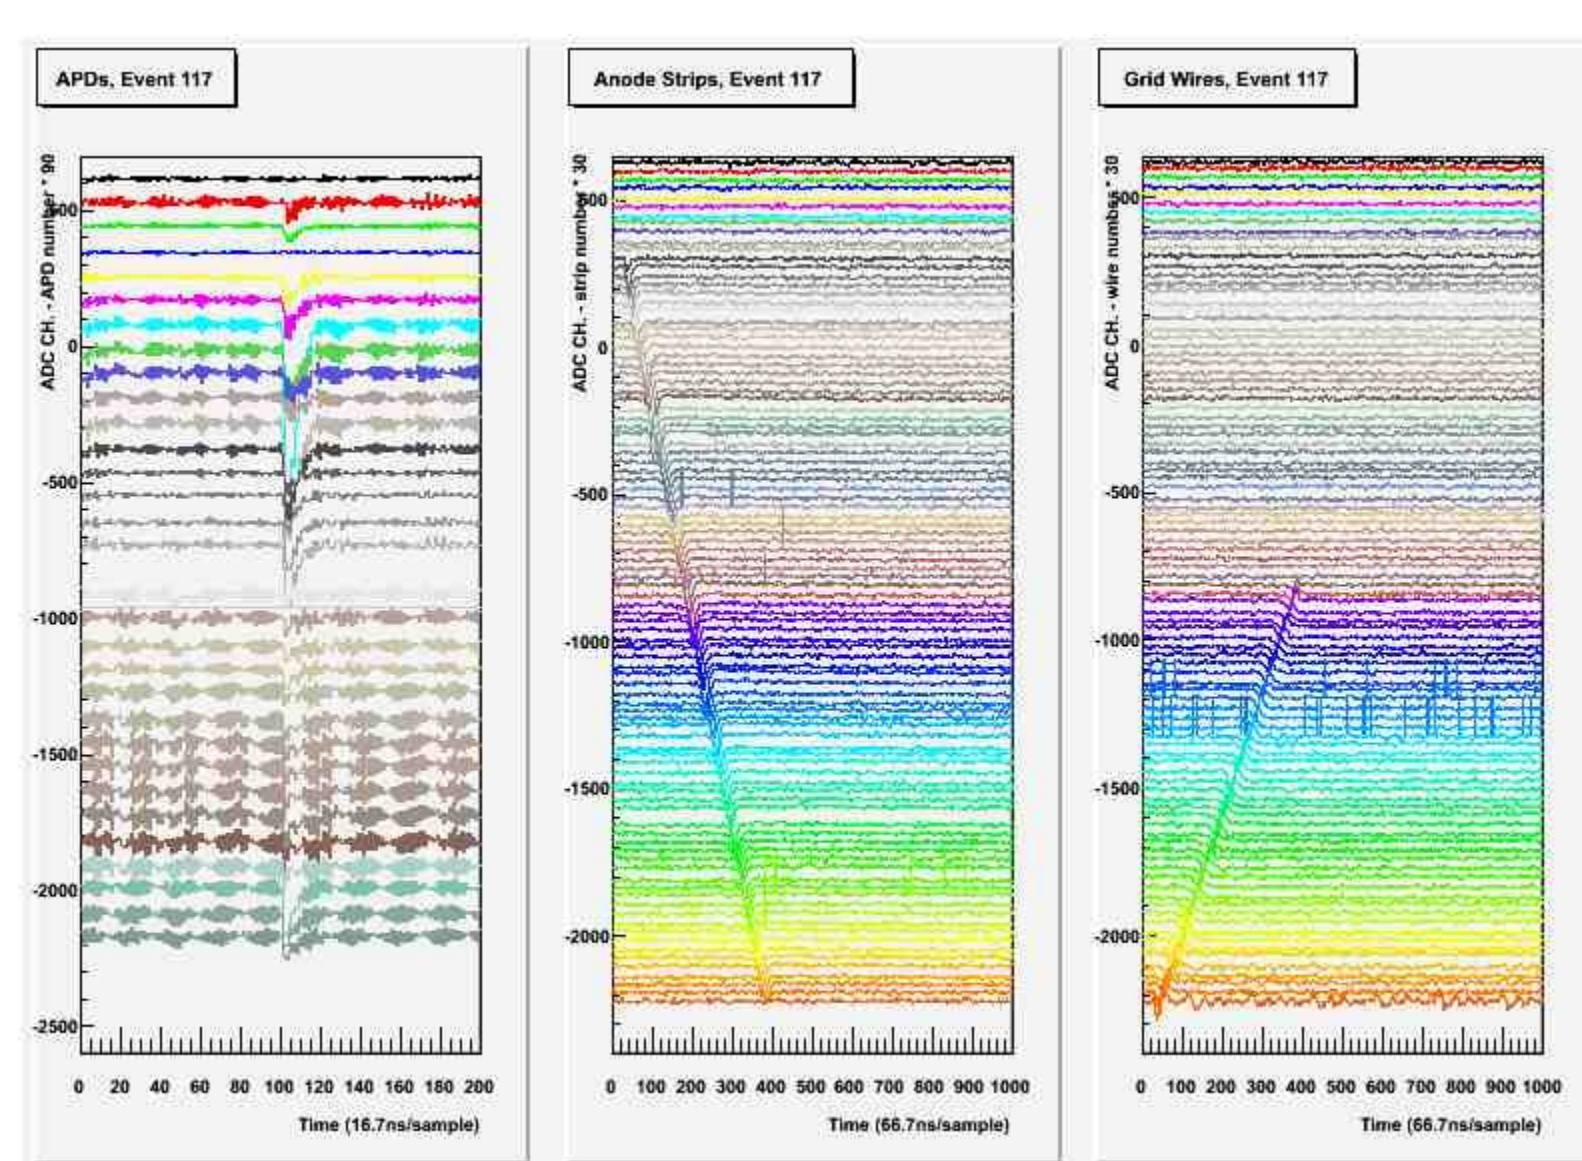 APDs, Event 117
ADC CH. - APD number * 90
500
0
-500
-1000
-1500
-2000
-2500
0 20 40 60 80 100 120 140 160 180 200
Time (16.7ns/sample)
Anode Strips, Event 117
ADC CH. - strip number * 30
500
0
-500
-1000
-1500
-2000
0 100 200 300 400 500 600 700 800 900 1000
Time (66.7ns/sample)
Grid Wires, Event 117
ADC CH. - wire number * 30
500
0
-500
-1000
-1500
-2000
0 100 200 300 400 500 600 700 800 900 1000
Time (66.7ns/sample)